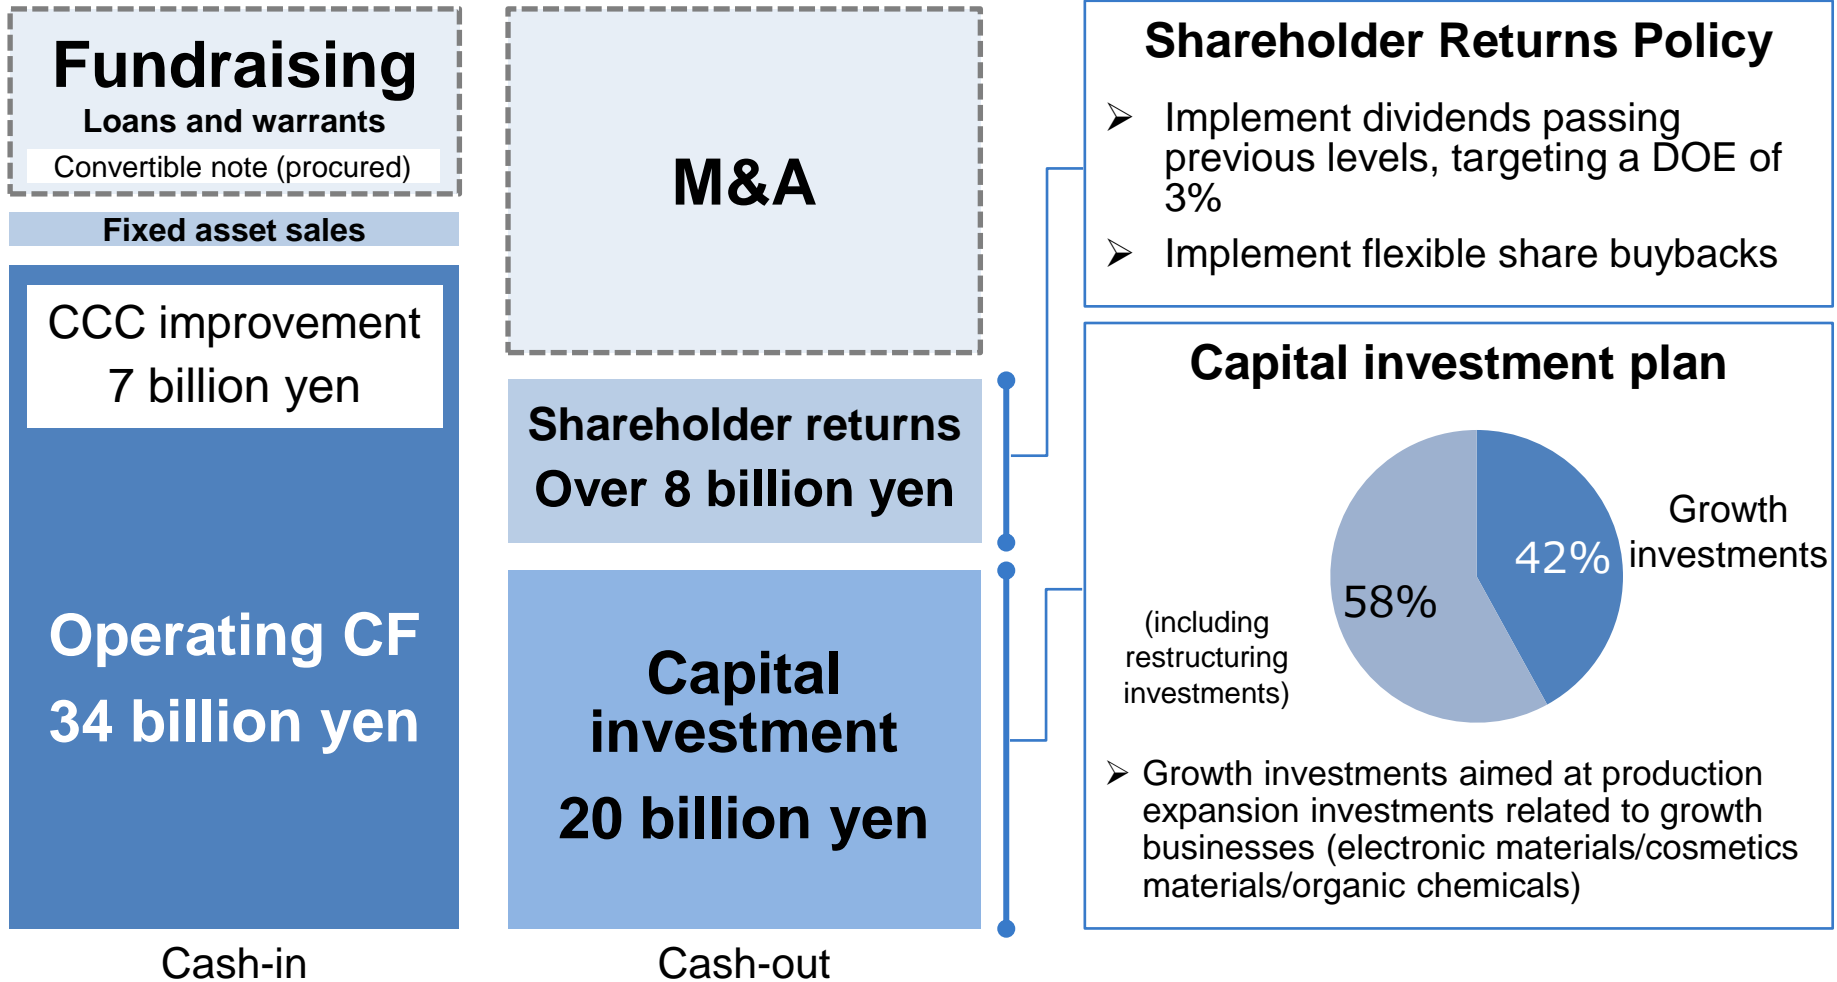 Fundraising
Loans and warrants
Convertible note (procured)
Fixed asset sales
CCC improvement
7 billion yen
Operating CF
34 billion yen
Cash-in
M&A
Shareholder returns
Over 8 billion yen
Capital
investment
20 billion yen
Cash-out
Shareholder Returns Policy
➢ Implement dividends passing
previous levels, targeting a DOE of
3%
➢ Implement flexible share buybacks
Capital investment plan
Growth
investments
42%
58%
(including
restructuring
investments)
➢ Growth investments aimed at production
expansion investments related to growth
businesses (electronic materials/cosmetics
materials/organic chemicals)